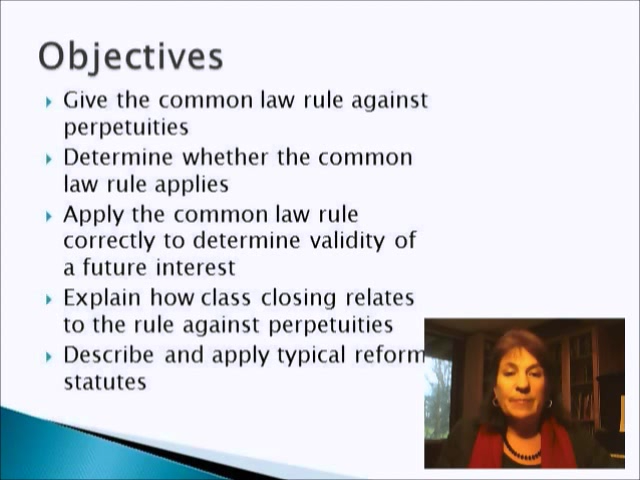 Objectives
Give the common law rule against
perpetuities
Determine whether the common
law rule applies
Apply the common law rule
correctly to determine validity of
a future interest
Explain how class closing relates
to the rule against perpetuities
Describe and apply typical reform
statutes